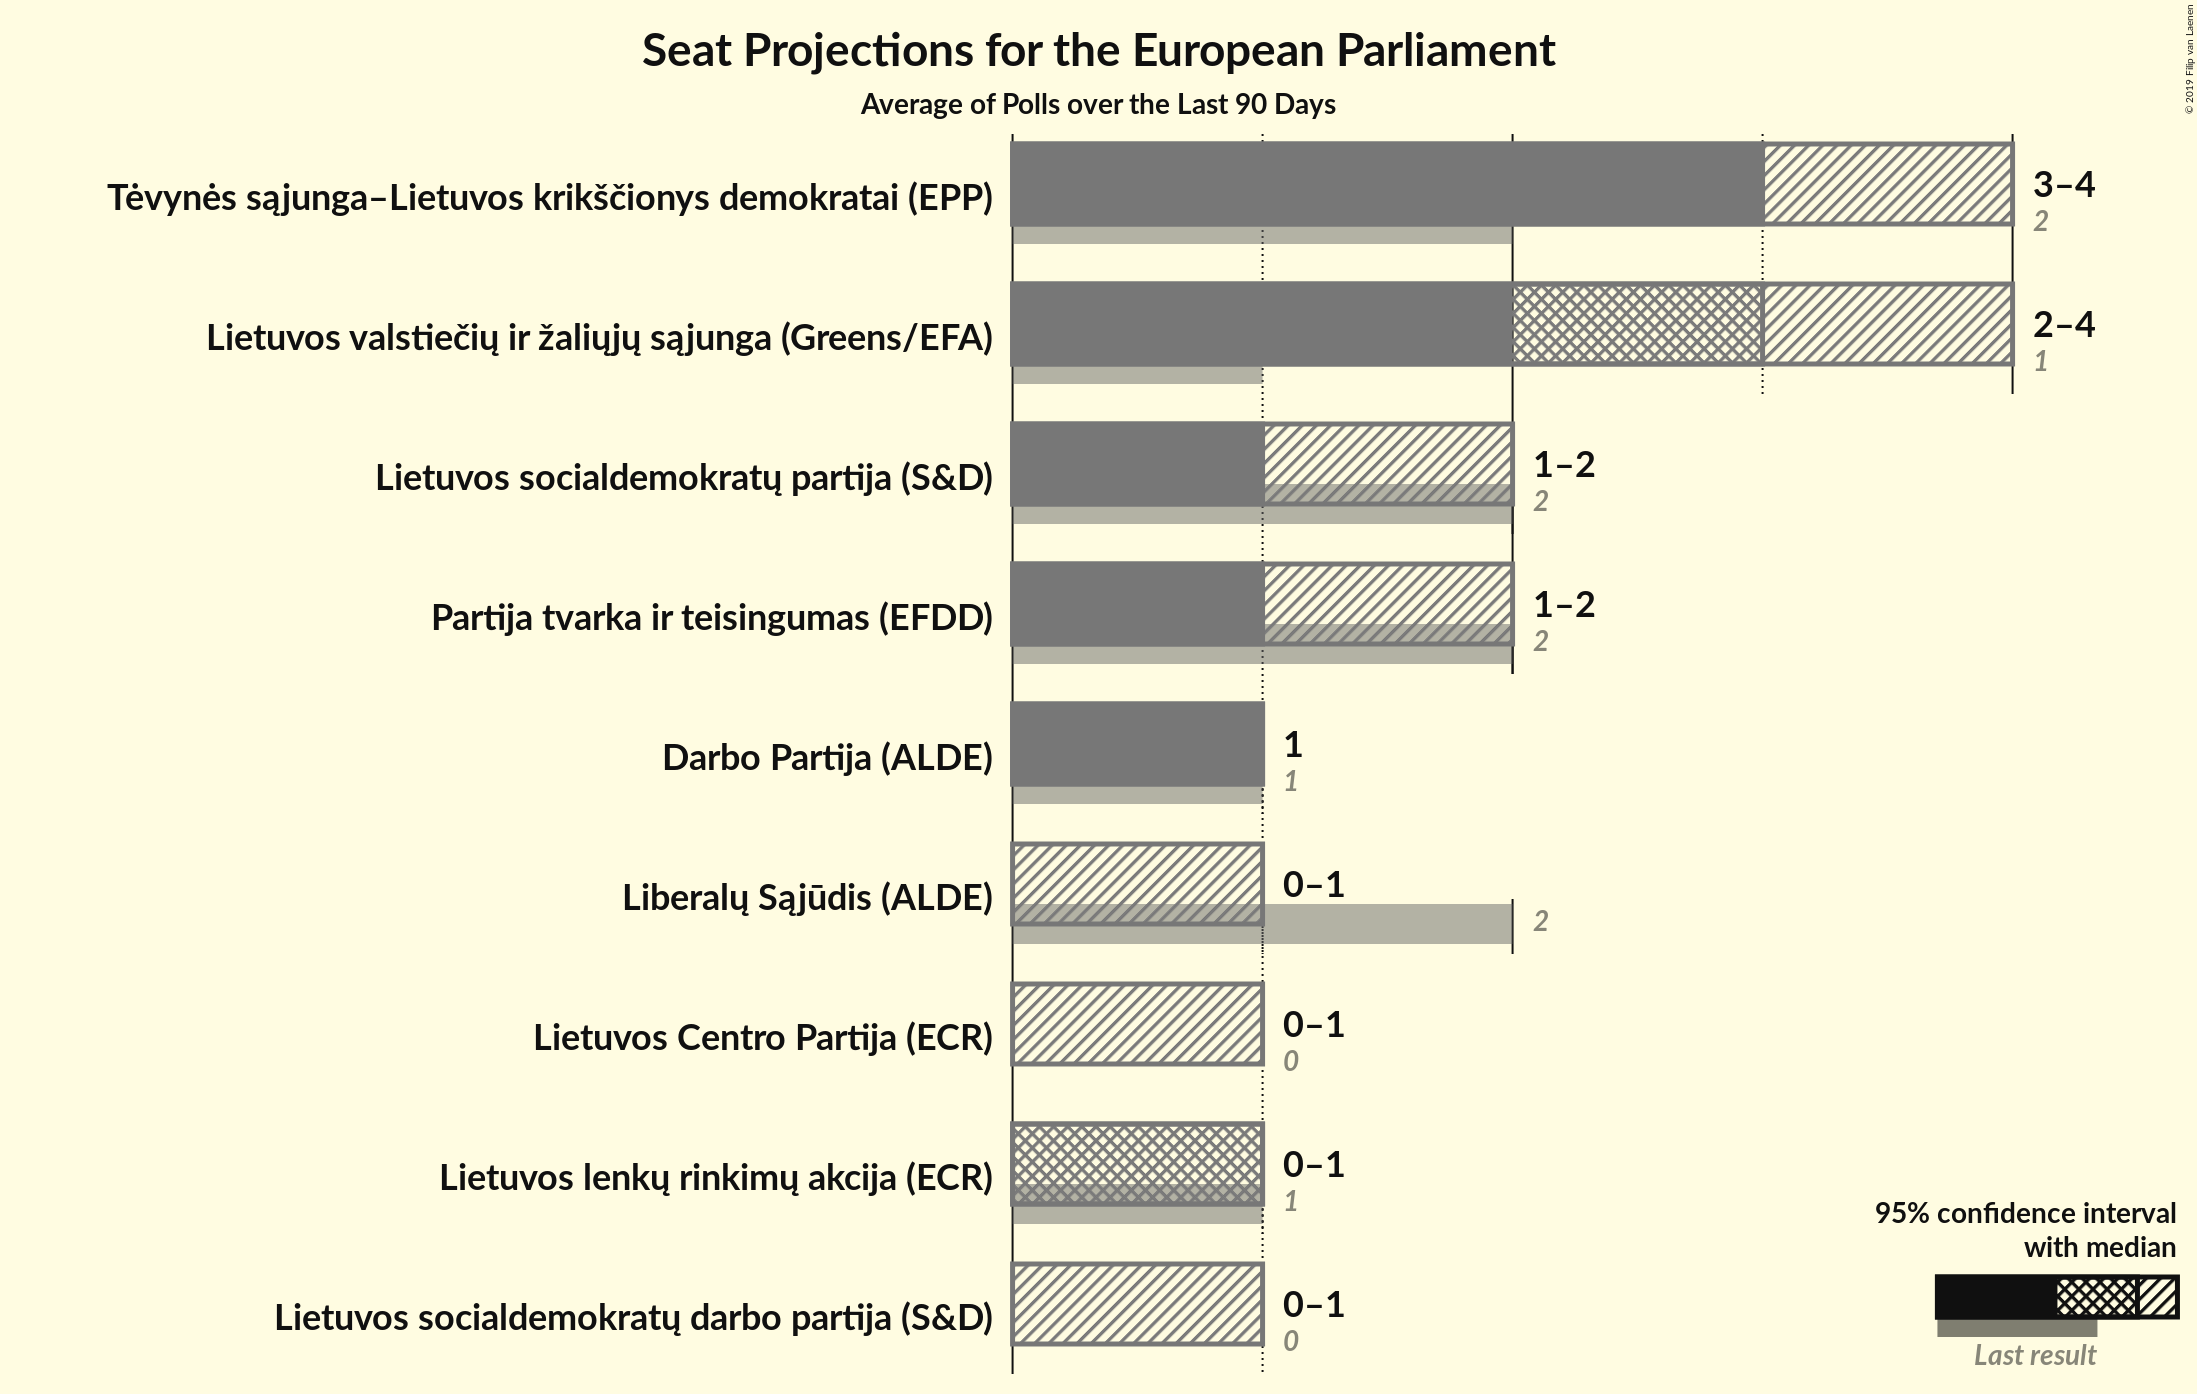 Seat Projections for the European Parliament
Average of Polls over the Last 90 Days
© 2019 Filip van Laenen
Tėvynės sąjunga–Lietuvos krikščionys demokratai (EPP)
3–4
2
Lietuvos valstiečių ir žaliųjų sąjunga (Greens/EFA)
2–4
1
Lietuvos socialdemokratų partija (S&D)
1–2
2
Partija tvarka ir teisingumas (EFDD)
1–2
2
Darbo Partija (ALDE)
1
1
Liberalų Sąjūdis (ALDE)
0–1
2
Lietuvos Centro Partija (ECR)
0–1
0
Lietuvos lenkų rinkimų akcija (ECR)
0–1
1
Lietuvos socialdemokratų darbo partija (S&D)
0–1
0
95% confidence interval
with median
Last result